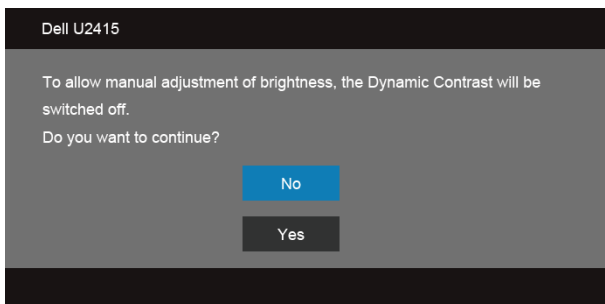 Dell U2415
To allow manual adjustment of brightness, the Dynamic Contrast will be
switched off.
Do you want to continue?
No
Yes